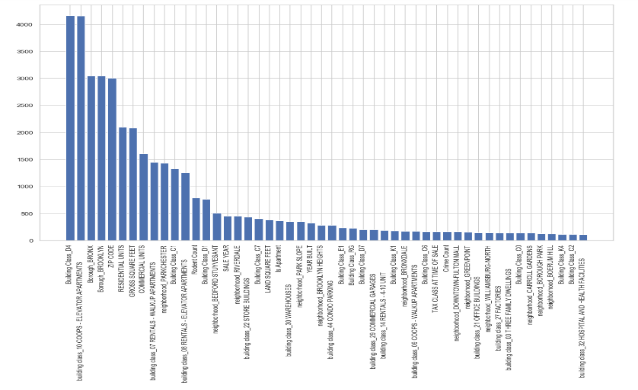 4000
3500
3000
2500
2000
1500
1000
500
0
Building Class_D4
building class_10 COOPS - ELEVATOR APARTMENTS
Borough_BRONX
Borough_BROOKLYN
ZIP CODE
RESIDENTIAL UNITS
GROSS SQUARE FEET
COMMERCIAL UNITS
building class_07 RENTALS - WALKUP APARTMENTS
neighborhood_PARKCHESTER
Building Class_C1
building class_08 RENTALS - ELEVATOR APARTMENTS
Rodent Count
Building Class_D1
neighborhood_BEDFORD STUYVESANT
SALE YEAR
neighborhood_RIVERDALE
building class_22 STORE BUILDINGS
Building Class_C7
LAND SQUARE FEET
Is Apartment
building class_30 WAREHOUSES
neighborhood_PARK SLOPE
YEAR BUILT
neighborhood_BROOKLYN HEIGHTS
building class_44 CONDO PARKING
Building Class_E1
Building Class_RG
Building Class_D7
building class_29 COMMERCIAL GARAGES
building class_14 RENTALS - 4-10 UNIT
Building Class_K1
neighborhood_BRONXDALE
building class_09 COOPS - WALKUP APARTMENTS
Building Class_C6
TAX CLASS AT TIME OF SALE
Crime Count
neighborhood_DOWNTOWN-FULTON MALL
neighborhood_GREENPOINT
building class_21 OFFICE BUILDINGS
neighborhood_WILLIAMSBURG-NORTH
building class_27 FACTORIES
building class_03 THREE FAMILY DWELLINGS
Building Class_O3
neighborhood_CARROLL GARDENS
neighborhood_BOROUGH PARK
neighborhood_BOERUM HILL
Building Class_K4
Building Class_C2
building class_32 HOSPITAL AND HEALTH FACILITIES